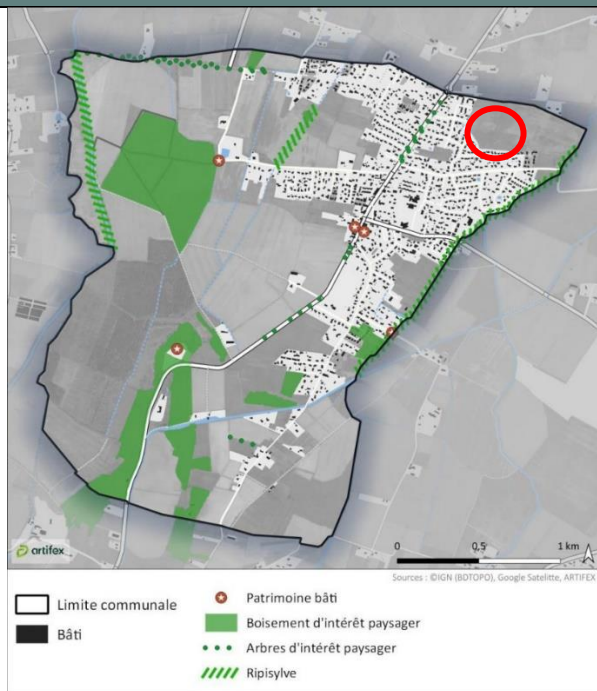 artifex
0 0,5 1 km
Sources : ©IGN (BDTOPO), Google Satelitte, ARTIFEX
Limite communale
Bâti
Patrimoine bâti
Boisement d'intérêt paysager
Arbres d'intérêt paysager
Ripisylve